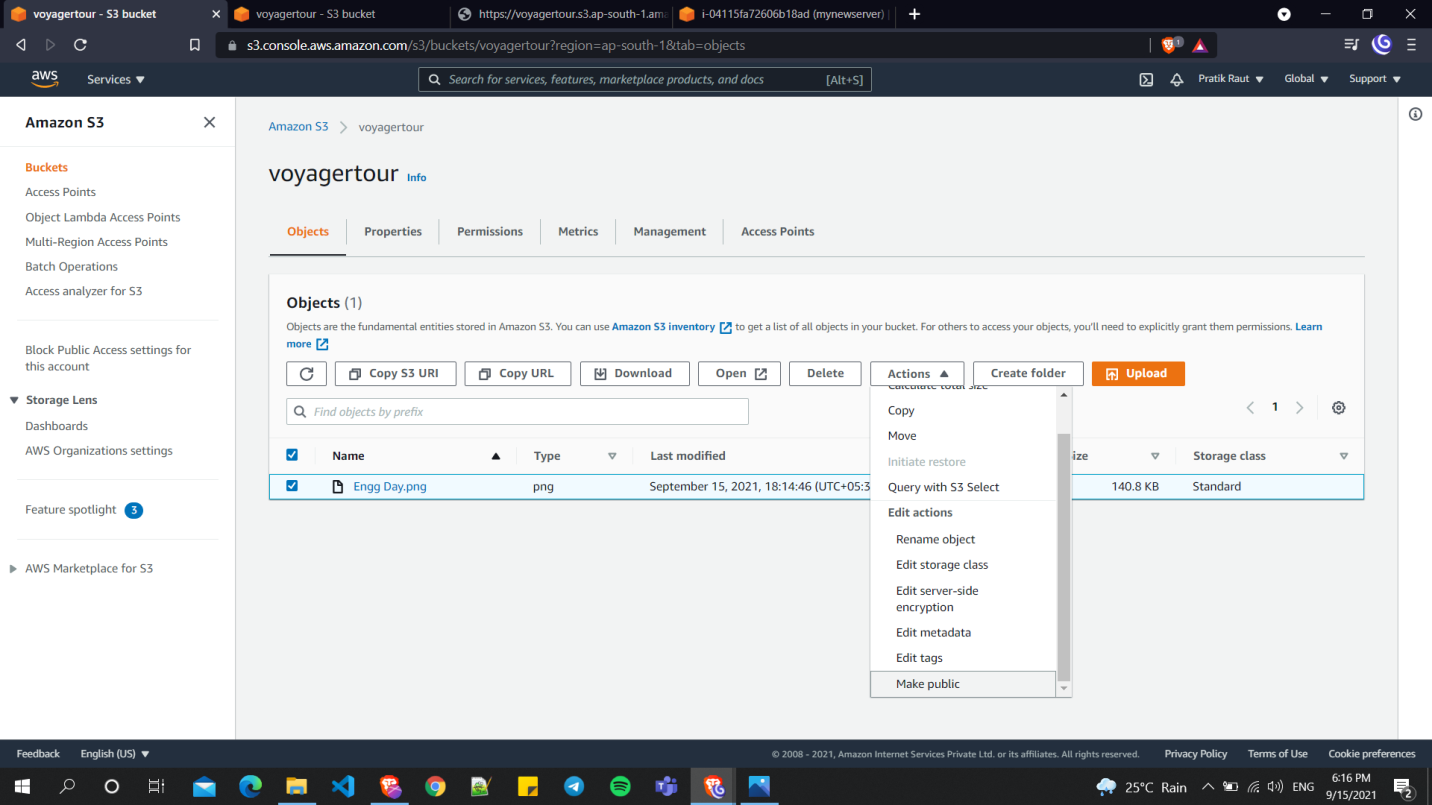 voyagertour - S3 bucket
voyagertour - S3 bucket
https://voyagertour.s3.ap-south-1.ama
i-04115fa72606b18ad (mynewserver) |
s3.console.aws.amazon.com/s3/buckets/voyagertour?region=ap-south-1&tab=objects
1
aws
Services
Search for services, features, marketplace products, and docs
[Alt+S]
Pratik Raut
Global
Support
Amazon S3
Buckets
Access Points
Object Lambda Access Points
Multi-Region Access Points
Batch Operations
Access analyzer for S3
Block Public Access settings for
this account
Storage Lens
Dashboards
AWS Organizations settings
Feature spotlight 3
AWS Marketplace for S3
Amazon S3
voyagertour
voyagertour Info
Objects
Properties
Permissions
Metrics
Management
Access Points
Objects (1)
Objects are the fundamental entities stored in Amazon S3. You can use Amazon S3 inventory to get a list of all objects in your bucket. For others to access your objects, you'll need to explicitly grant them permissions. Learn
more
Copy S3 URI
Copy URL
Download
Open
Delete
Actions
Create folder
Upload
Find objects by prefix
1
Name
Type
Last modified
ize
Storage class
Engg Day.png
png
September 15, 2021, 18:14:46 (UTC+05:3
140.8 KB
Standard
Calculate total size
Copy
Move
Initiate restore
Query with S3 Select
Edit actions
Rename object
Edit storage class
Edit server-side
encryption
Edit metadata
Edit tags
Make public
Feedback
English (US)
© 2008 - 2021, Amazon Internet Services Private Ltd. or its affiliates. All rights reserved.
Privacy Policy
Terms of Use
Cookie preferences
25°C Rain
ENG
6:16 PM
9/15/2021
2